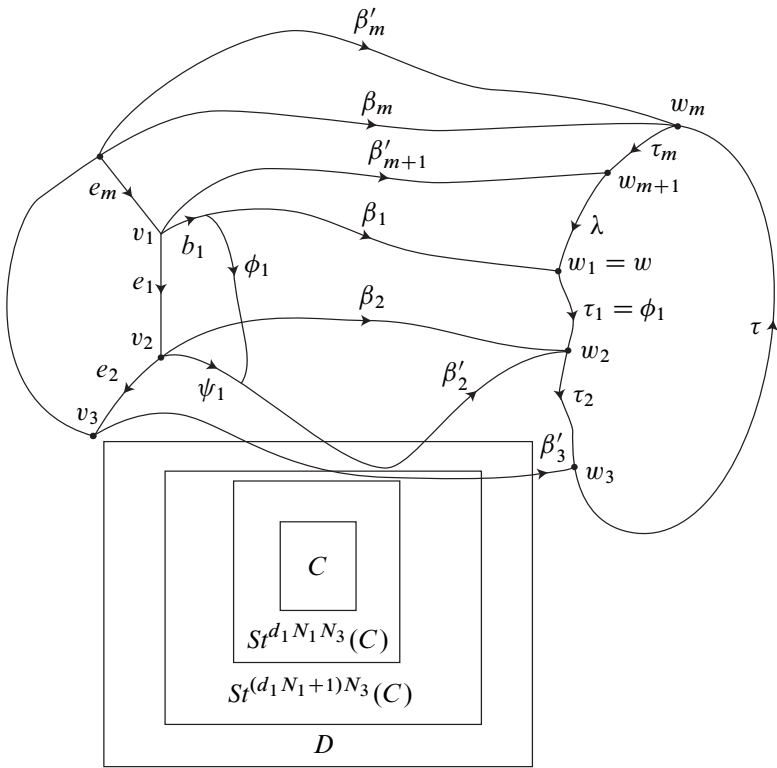 β′_m
β_m
w_m
e_m
β′_{m+1}
τ_m
w_{m+1}
v_1
b_1
β_1
λ
ϕ_1
w_1 = w
e_1
τ_1 = ϕ_1
β_2
τ
v_2
w_2
e_2
ψ_1
β′_2
τ_2
v_3
β′_3
w_3
C
St^{d_1 N_1 N_3}(C)
St^{(d_1 N_1+1)N_3}(C)
D